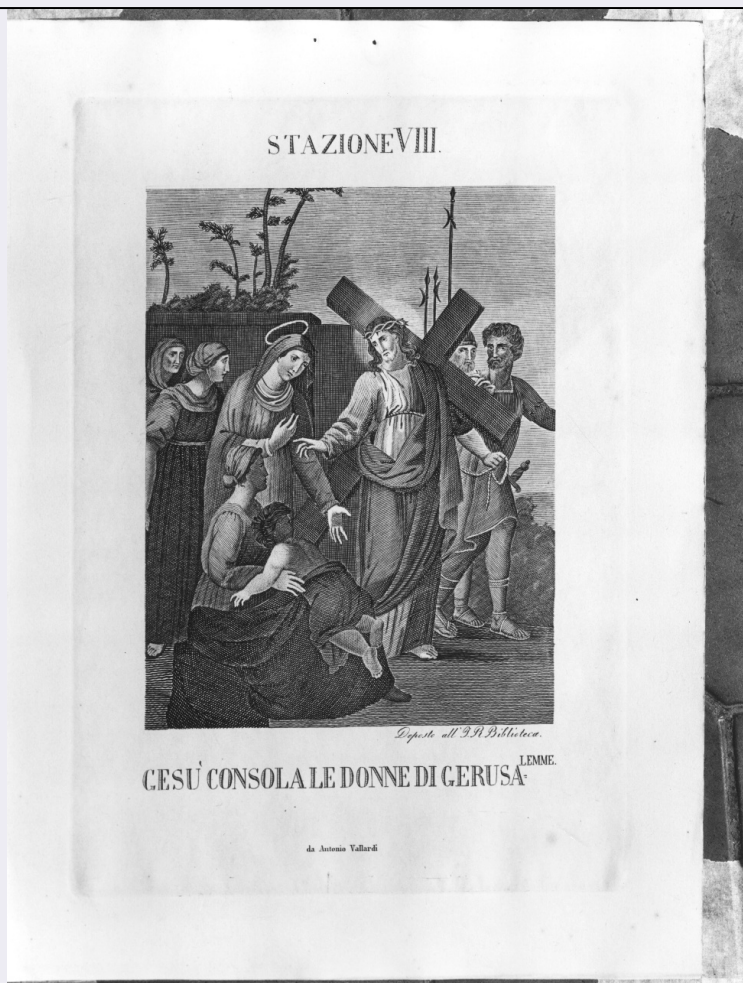 STAZIONE VIII.
Deposto all' I. R. Biblioteca.
GESU' CONSOLA LE DONNE DI GERUSA=
LEMME.
da Antonio Vallardi